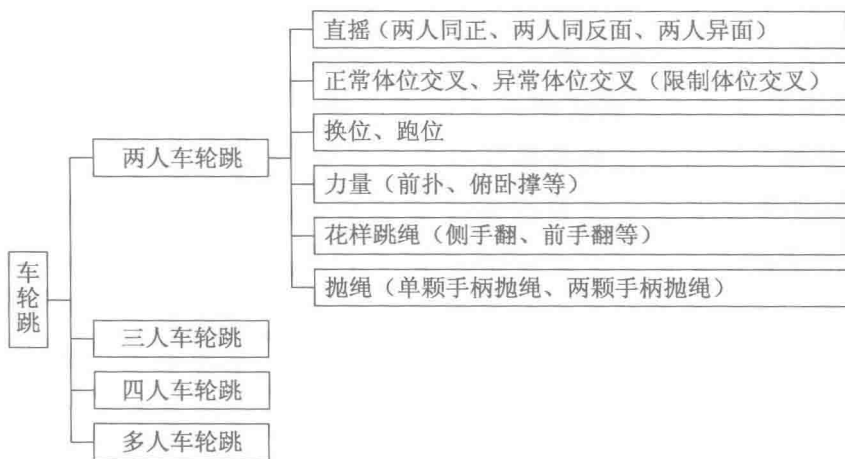 车轮跳
两人车轮跳
直摇（两人同正、两人同反面、两人异面）
正常体位交叉、异常体位交叉（限制体位交叉）
换位、跑位
力量（前扑、俯卧撑等）
花样跳绳（侧手翻、前手翻等）
抛绳（单颗手柄抛绳、两颗手柄抛绳）
三人车轮跳
四人车轮跳
多人车轮跳